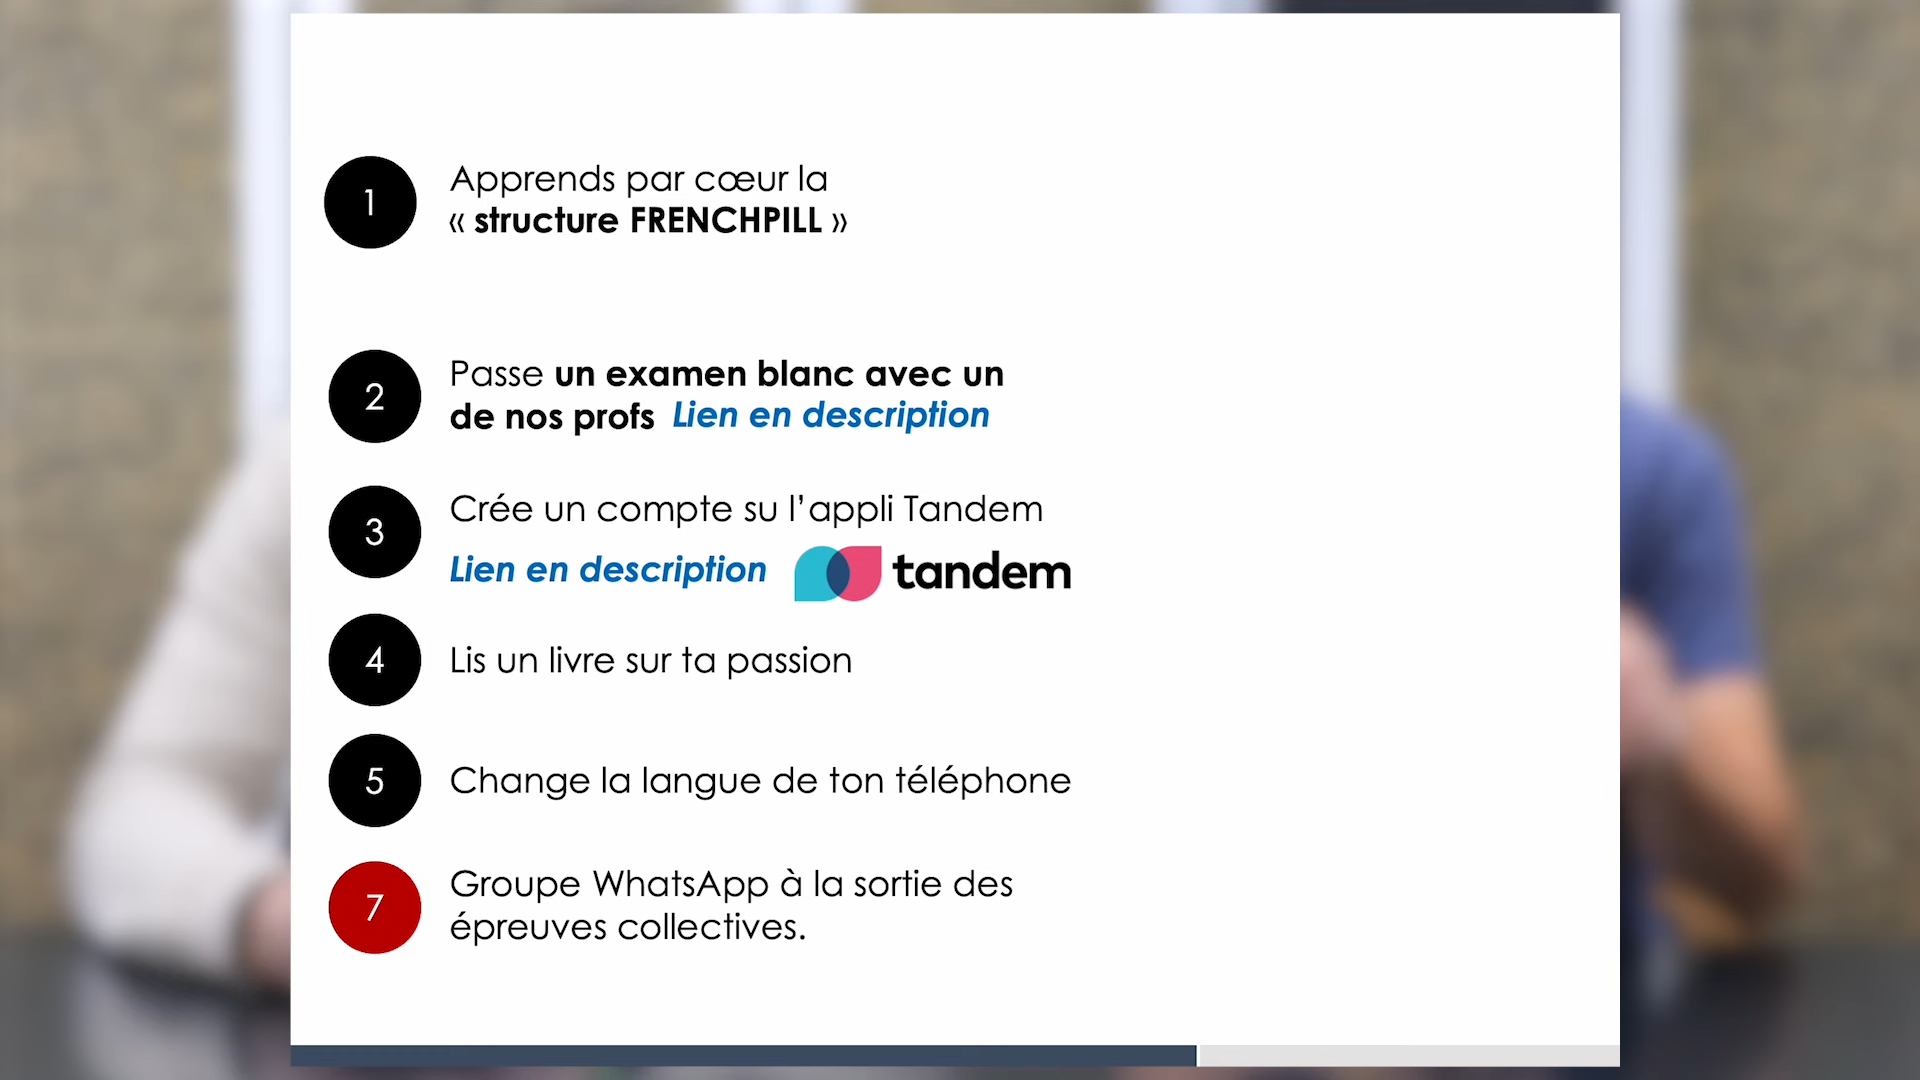 1
Apprends par cœur la
« structure FRENCHPILL »
2
Passe un examen blanc avec un
de nos profs Lien en description
3
Crée un compte su l’appli Tandem
Lien en description tandem
4
Lis un livre sur ta passion
5
Change la langue de ton téléphone
7
Groupe WhatsApp à la sortie des
épreuves collectives.